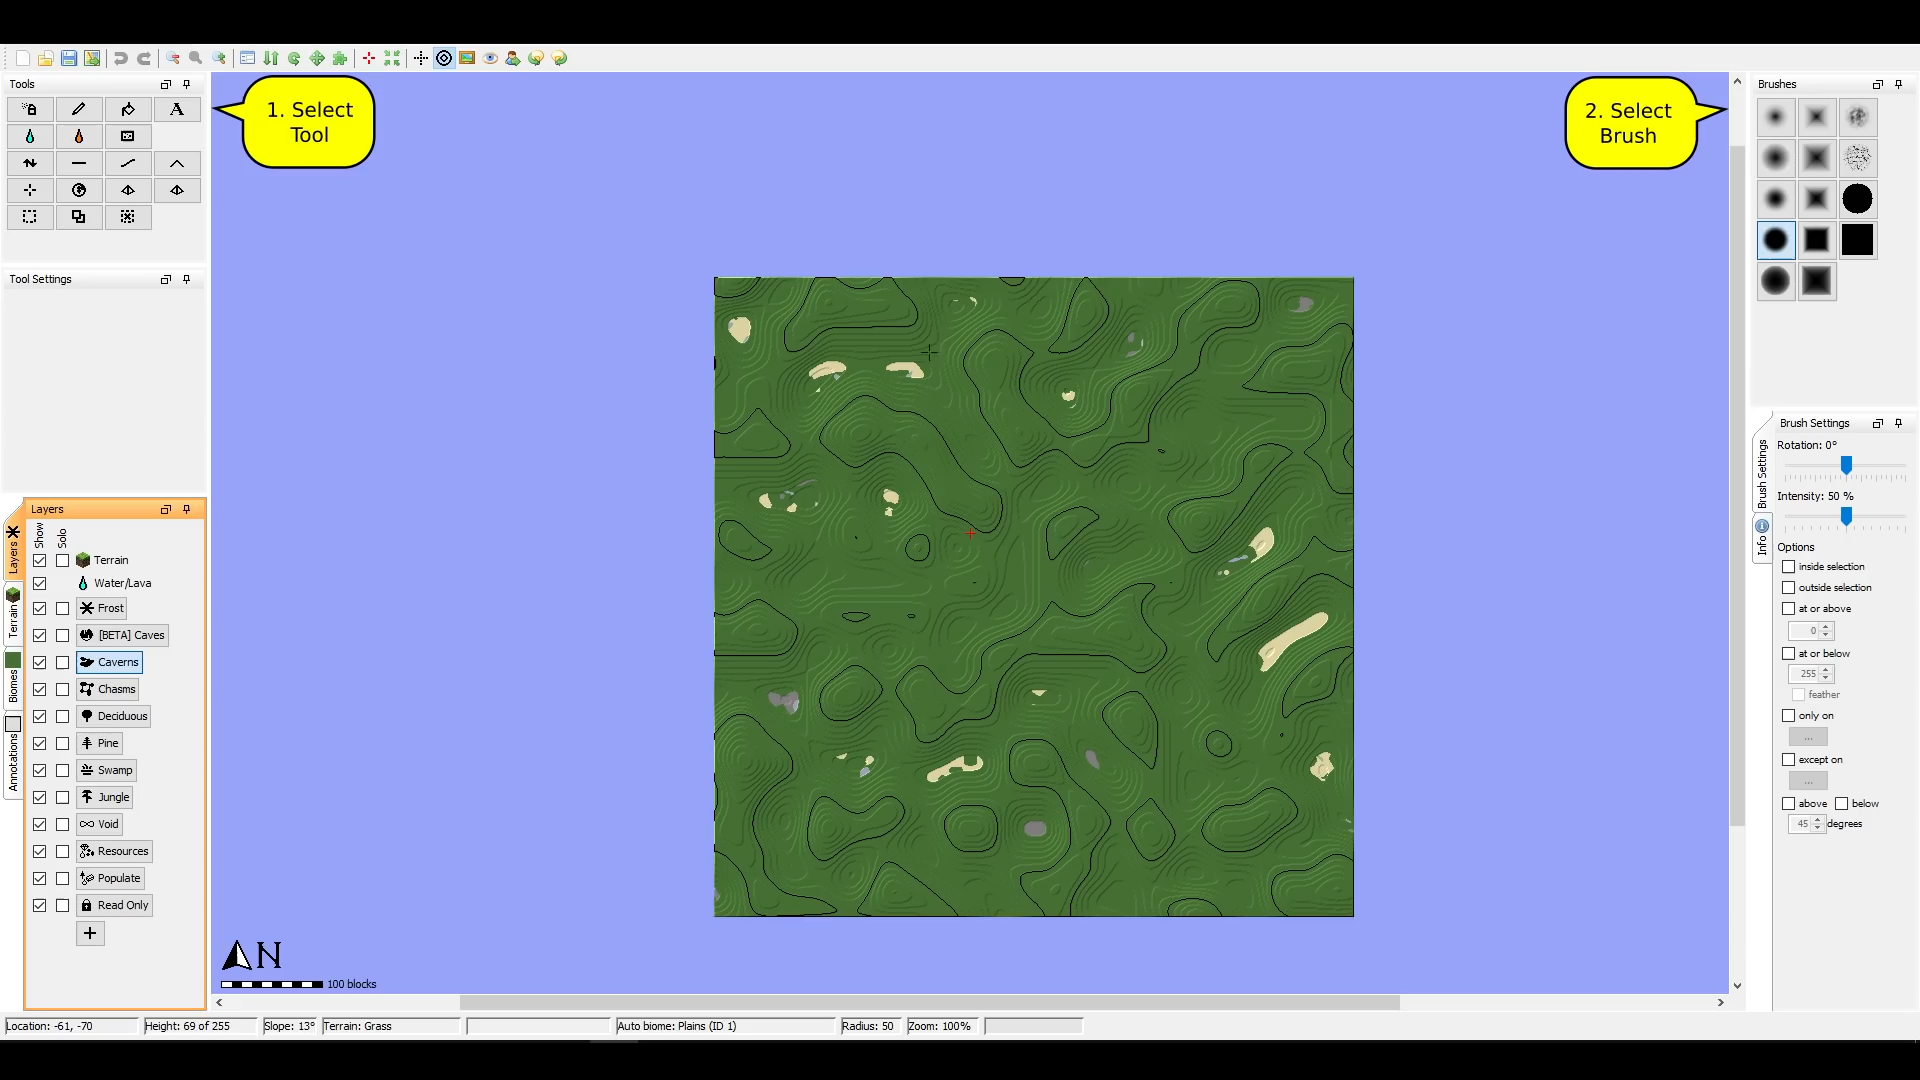 Tools
1. Select
Tool
2. Select
Brush
Brushes
A
Tool Settings
Layers
Show
Solo
Layers
Terrain
Biomes
Annotations
Terrain
Water/Lava
Frost
[BETA] Caves
Caverns
Chasms
Deciduous
Pine
Swamp
Jungle
Void
Resources
Populate
Read Only
N
100 blocks
Brush Settings
Info
Brush Settings
Rotation: 0°
Intensity: 50 %
Options
inside selection
outside selection
at or above
0
at or below
255
feather
only on
...
except on
...
above below
45 degrees
Location: -61, -70
Height: 69 of 255
Slope: 13°
Terrain: Grass
Auto biome: Plains (ID 1)
Radius: 50
Zoom: 100%